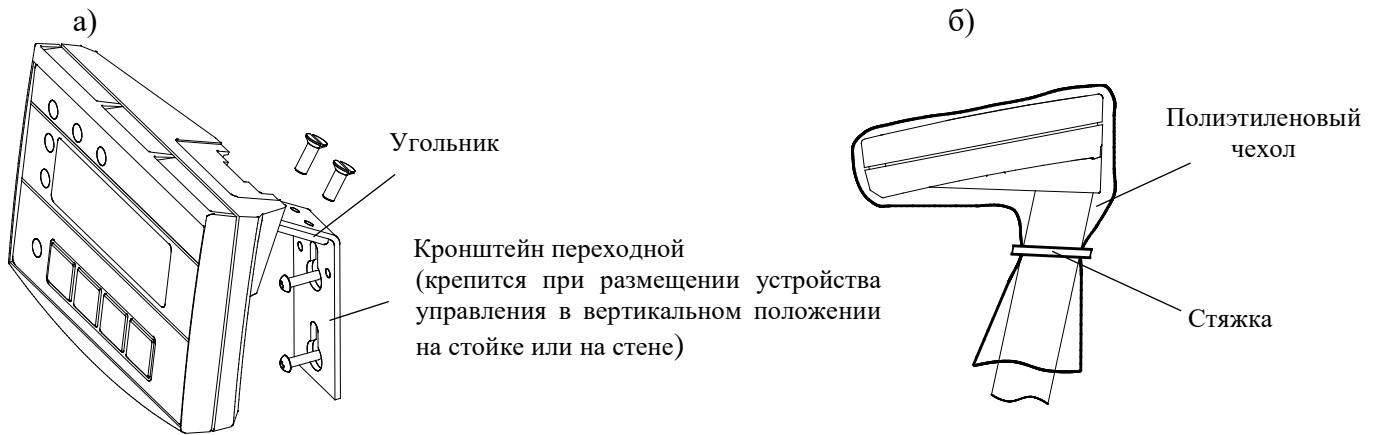 а)
б)
Угольник
Кронштейн переходной
(крепится при размещении устройства
управления в вертикальном положении
на стойке или на стене)
Полиэтиленовый
чехол
Стяжка